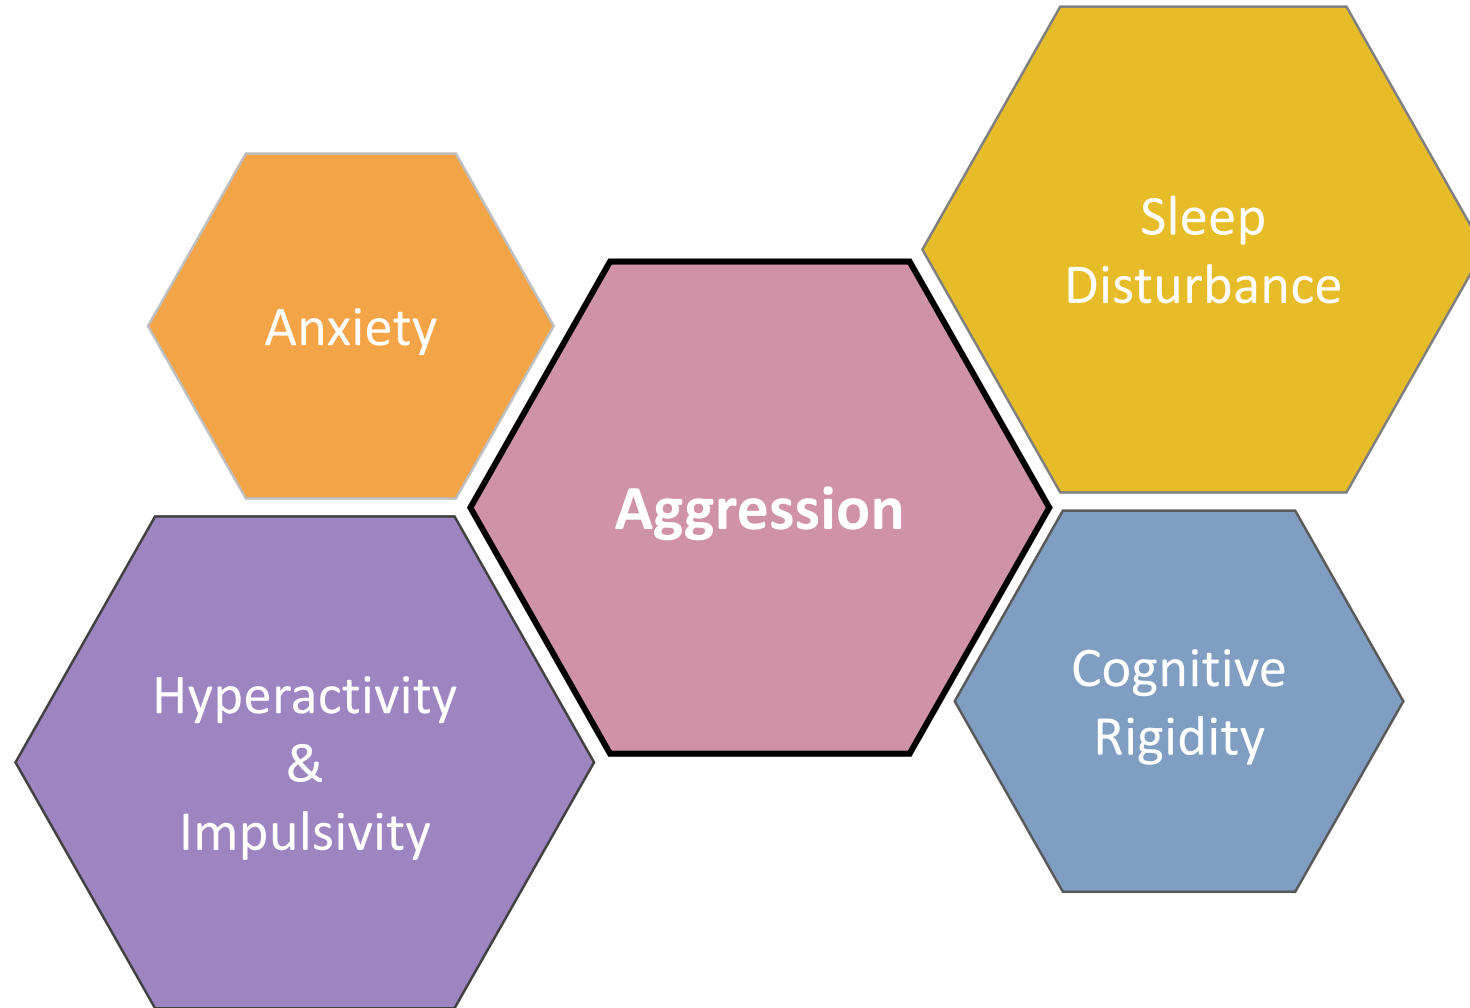 Anxiety
Sleep
Disturbance
Aggression
Hyperactivity
&
Impulsivity
Cognitive
Rigidity